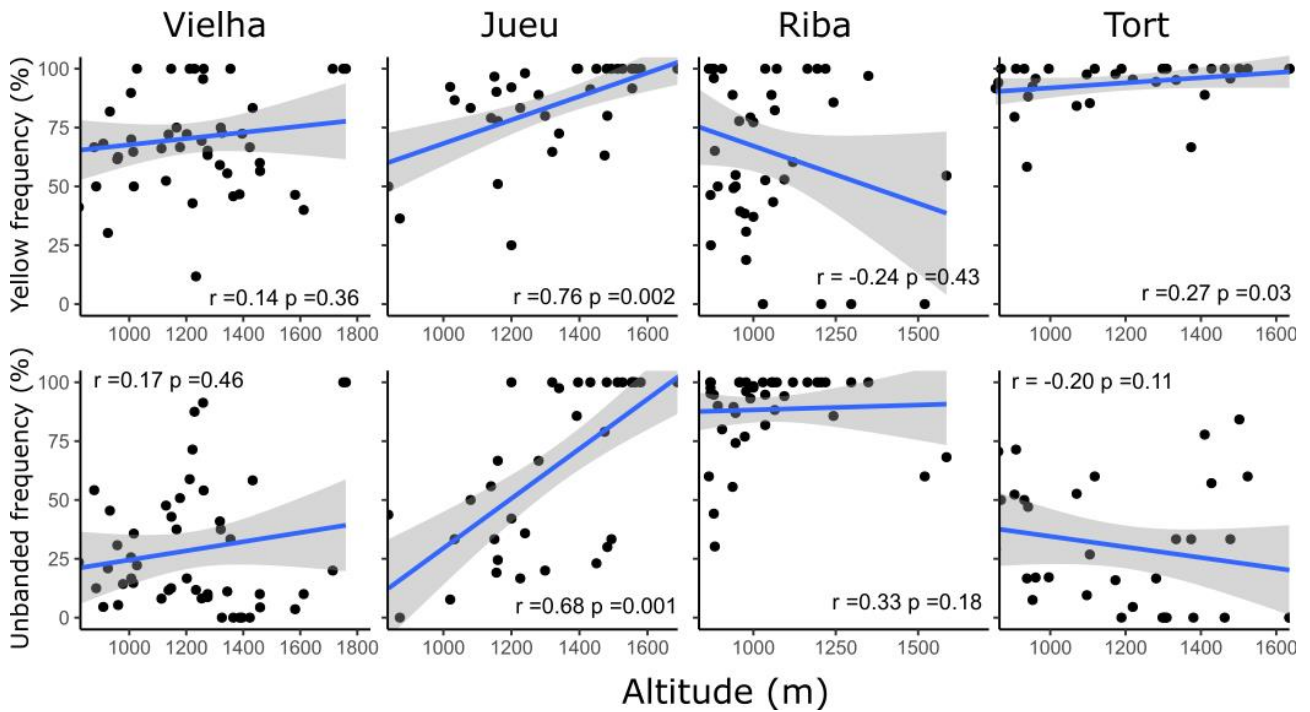 Vielha Jueu Riba Tort
Yellow frequency (%)
100
75
50
25
0
r =0.14 p =0.36
r =0.76 p =0.002
r = -0.24 p =0.43
r =0.27 p =0.03
1000 1200 1400 1600 1800
1000 1200 1400 1600
1000 1250 1500
1000 1200 1400 1600
Unbanded frequency (%)
100
75
50
25
0
r =0.17 p =0.46
r =0.68 p =0.001
r =0.33 p =0.18
r = -0.20 p =0.11
1000 1200 1400 1600 1800
1000 1200 1400 1600
1000 1250 1500
1000 1200 1400 1600
Altitude (m)